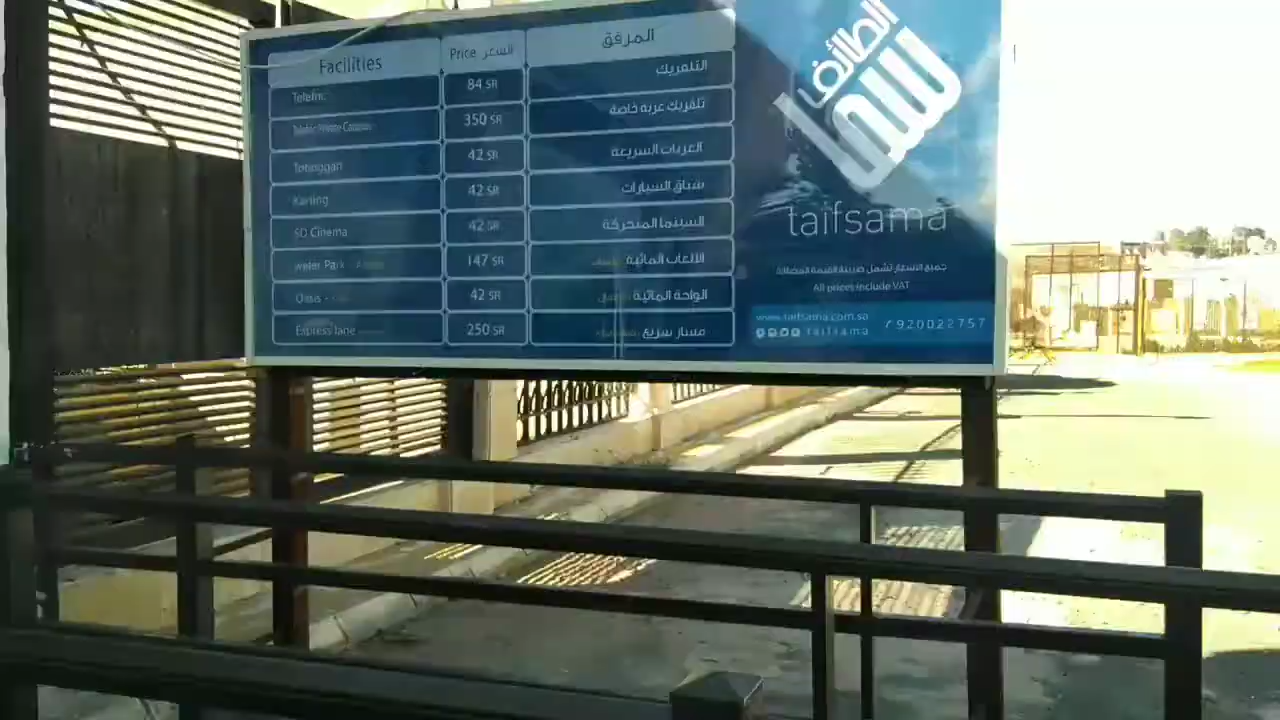 Facilities Price السعر المرفق
Telefric 84 SR التلفريك
350 SR تلفريك عربة خاصة
Toboggan 42 SR العربات السريعة
Karting 42 SR سباق السيارات
5D Cinema 42 SR السينما المتحركة
weter Park 147 SR الالعاب المائية
Oasis - 42 SR الواحة المائية
Express lane 250 SR مسار سريع
سما الطائف
taifsama
جميع الاسعار تشمل ضريبة القيمة المضافة
All prices include VAT
www.taifsama.com.sa
taifsama
920022757